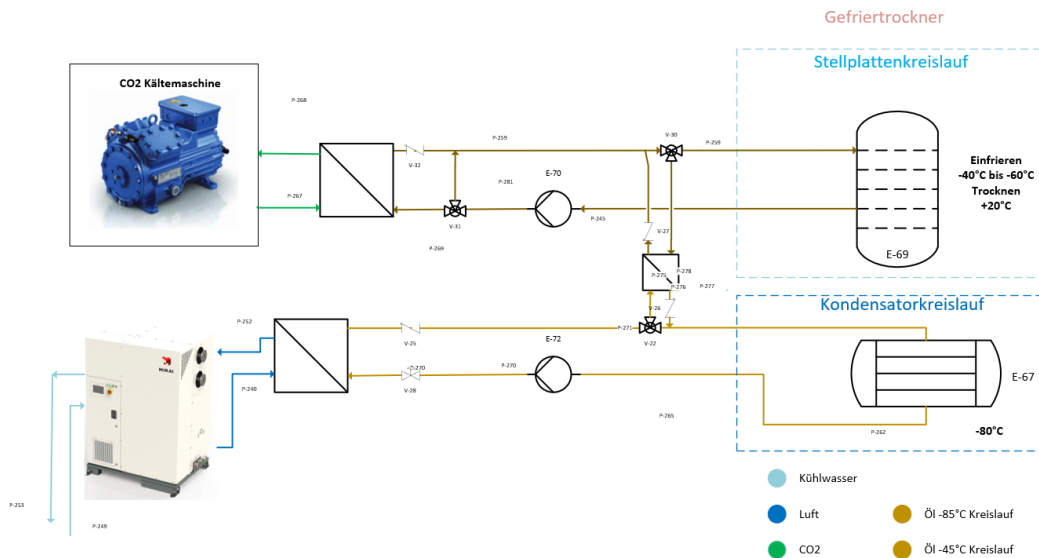 Gefriertrockner
Stellplattenkreislauf
CO2 Kältemaschine
P-268
P-259
V-30
P-259
V-32
E-70
P-281
Einfrieren
-40°C bis -60°C
Trocknen
+20°C
P-267
P-245
V-31
V-27
P-269
E-69
P-275
P-278
P-276
P-277
Kondensatorkreislauf
V-26
P-252
P-271
V-25
E-72
V-22
P-270
P-270
E-67
P-240
V-28
P-265
P-262
-80°C
Kühlwasser
P-253
Luft
Öl -85°C Kreislauf
P-249
CO2
Öl -45°C Kreislauf